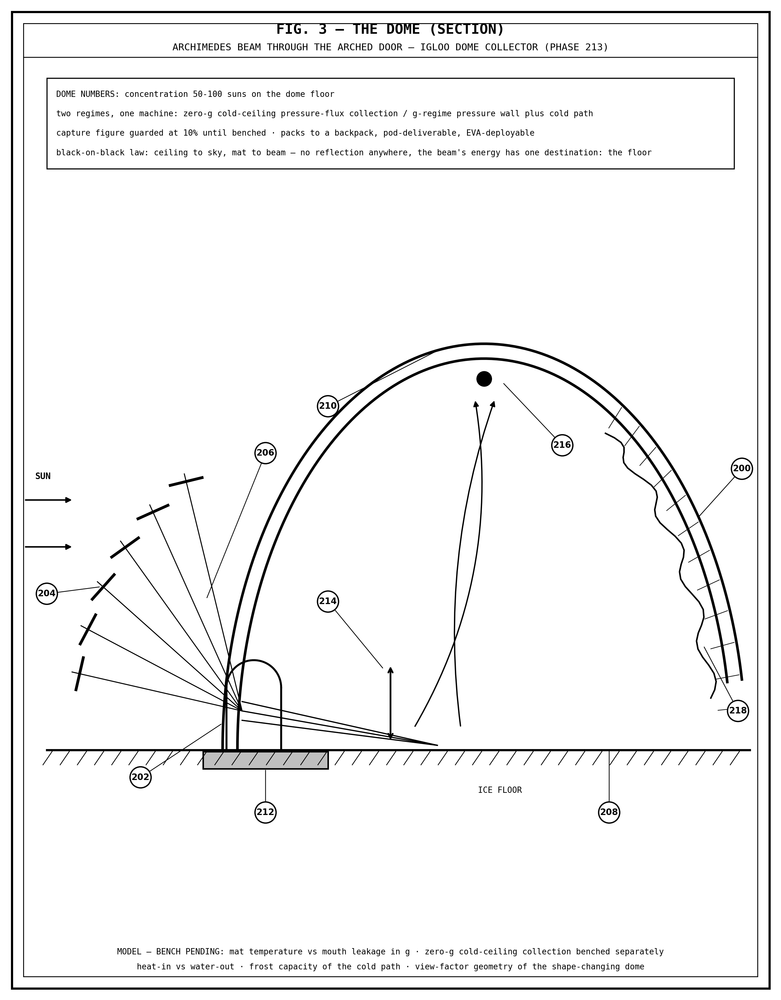 FIG. 3 — THE DOME (SECTION)
ARCHIMEDES BEAM THROUGH THE ARCHED DOOR — IGLOO DOME COLLECTOR (PHASE 213)
DOME NUMBERS: concentration 50-100 suns on the dome floor
two regimes, one machine: zero-g cold-ceiling pressure-flux collection / g-regime pressure wall plus cold path
capture figure guarded at 10% until benched · packs to a backpack, pod-deliverable, EVA-deployable
black-on-black law: ceiling to sky, mat to beam — no reflection anywhere, the beam's energy has one destination: the floor
210
216
206
200
SUN
204
214
218
202
ICE FLOOR
212
208
MODEL — BENCH PENDING: mat temperature vs mouth leakage in g · zero-g cold-ceiling collection benched separately
heat-in vs water-out · frost capacity of the cold path · view-factor geometry of the shape-changing dome